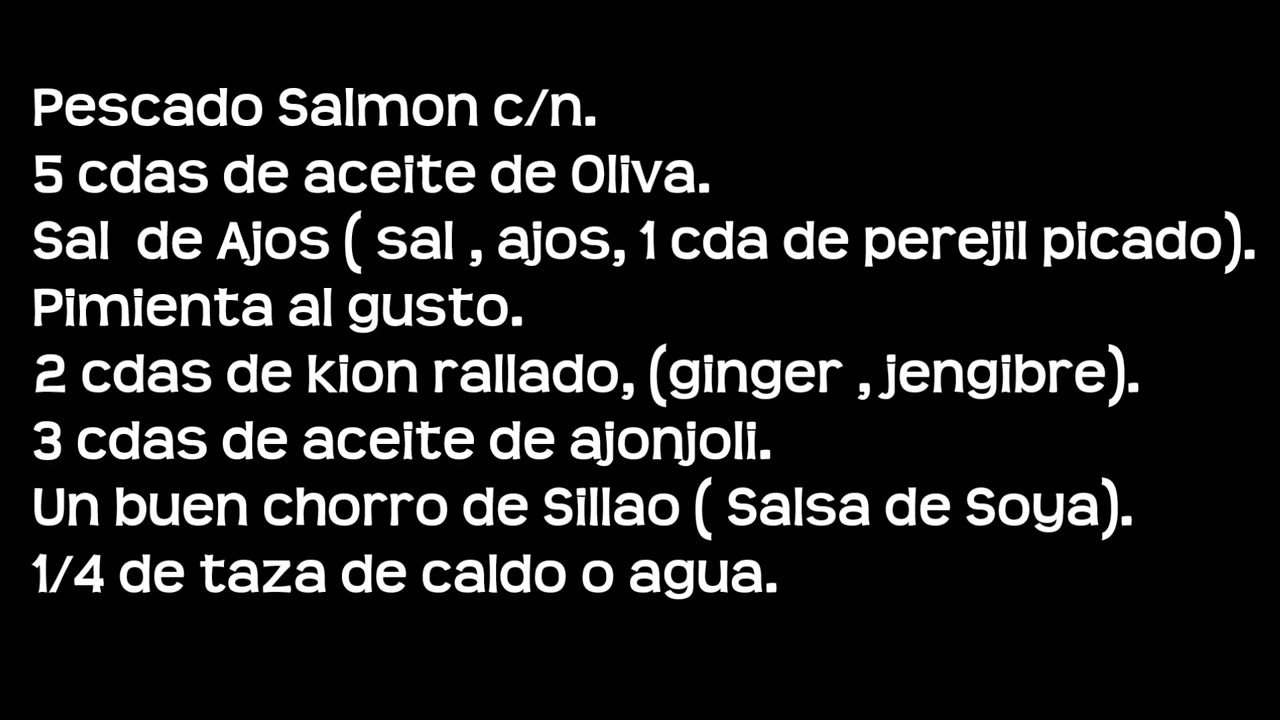 Pescado Salmon c/n.
5 cdas de aceite de Oliva.
Sal de Ajos ( sal , ajos, 1 cda de perejil picado).
Pimienta al gusto.
2 cdas de kion rallado, (ginger , jengibre).
3 cdas de aceite de ajonjoli.
Un buen chorro de Sillao ( Salsa de Soya).
1/4 de taza de caldo o agua.